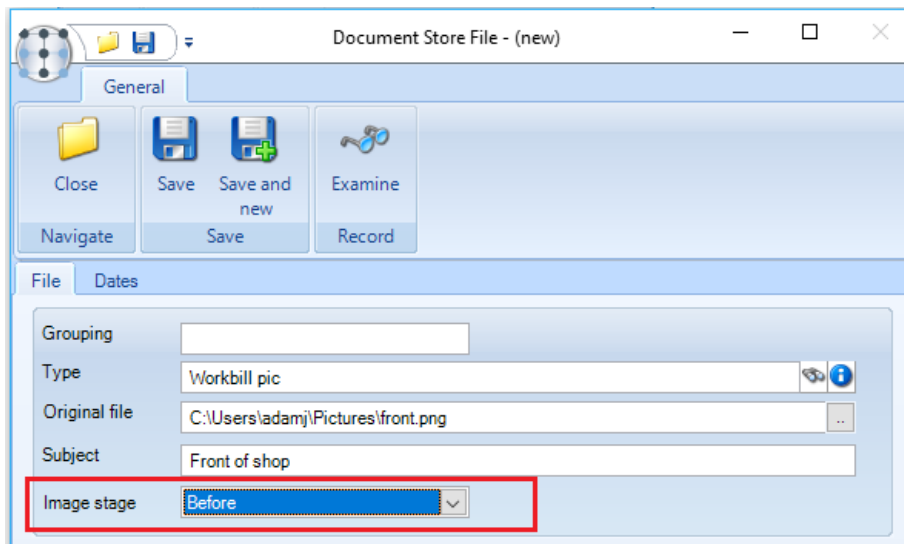 Document Store File - (new)
General
Close
Save
Save and new
Examine
Navigate
Save
Record
File
Dates
Grouping
Type
Workbill pic
Original file
C:\Users\adamj\Pictures\front.png
..
Subject
Front of shop
Image stage
Before